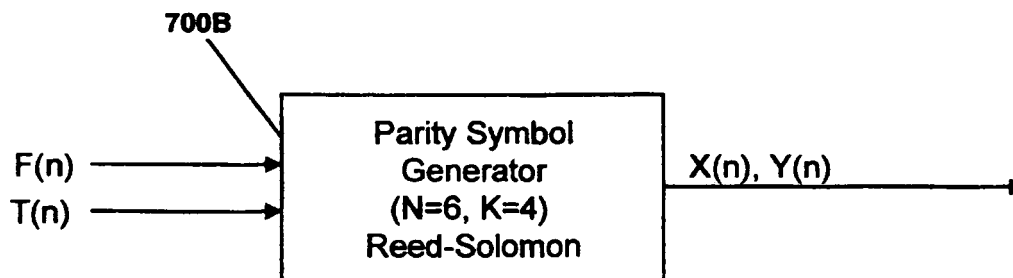 700B
Parity Symbol
Generator
(N=6, K=4)
Reed-Solomon
F(n)
T(n)
X(n), Y(n)